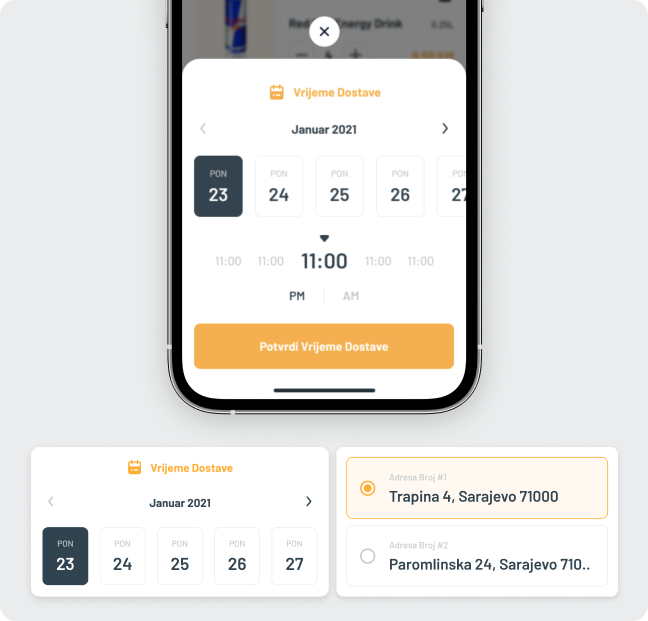 Red Energy Drink
0.25L
4
9.50 KM
Vrijeme Dostave
Januar 2021
PON PON PON PON PON
23 24 25 26 27
11:00 11:00 11:00 11:00 11:00
PM AM
Potvrdi Vrijeme Dostave
Vrijeme Dostave
Januar 2021
PON PON PON PON PON
23 24 25 26 27
Adresa Broj #1
Trapina 4, Sarajevo 71000
Adresa Broj #2
Paromlinska 24, Sarajevo 710..